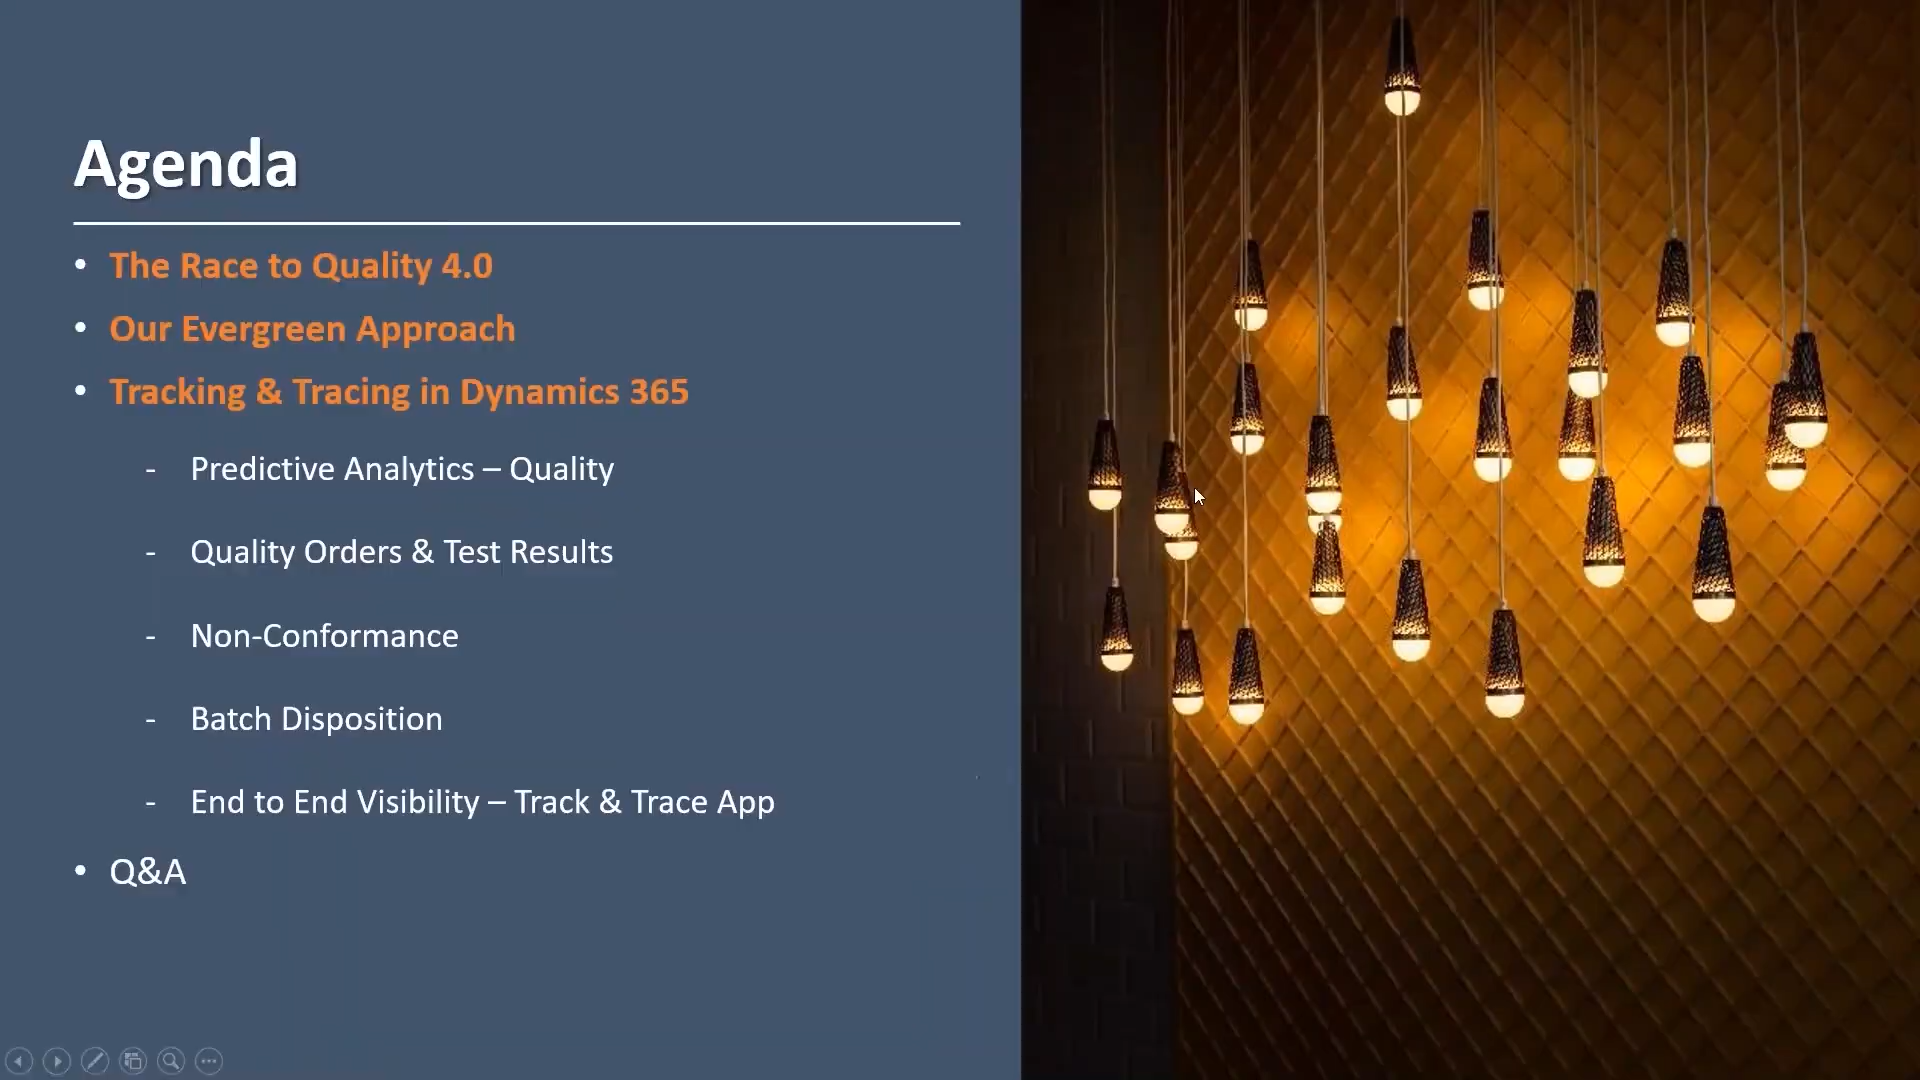 Agenda
• The Race to Quality 4.0
• Our Evergreen Approach
• Tracking & Tracing in Dynamics 365
- Predictive Analytics – Quality
- Quality Orders & Test Results
- Non-Conformance
- Batch Disposition
- End to End Visibility – Track & Trace App
• Q&A